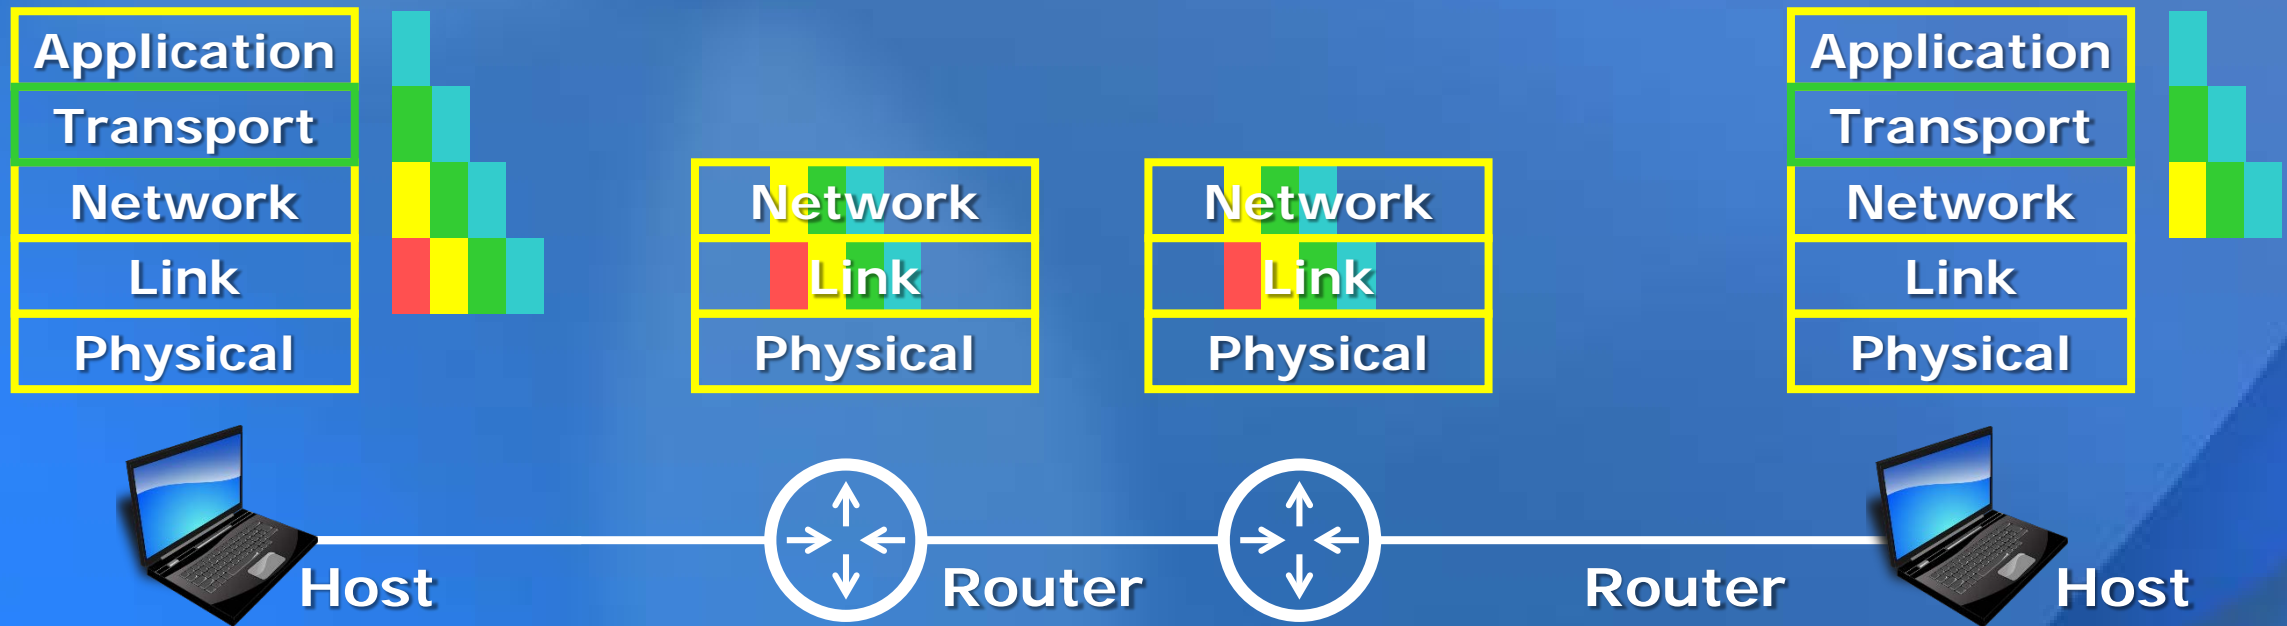 Application
Transport
Network
Link
Physical
Network
Link
Physical
Network
Link
Physical
Application
Transport
Network
Link
Physical
Host
Router
Router
Host